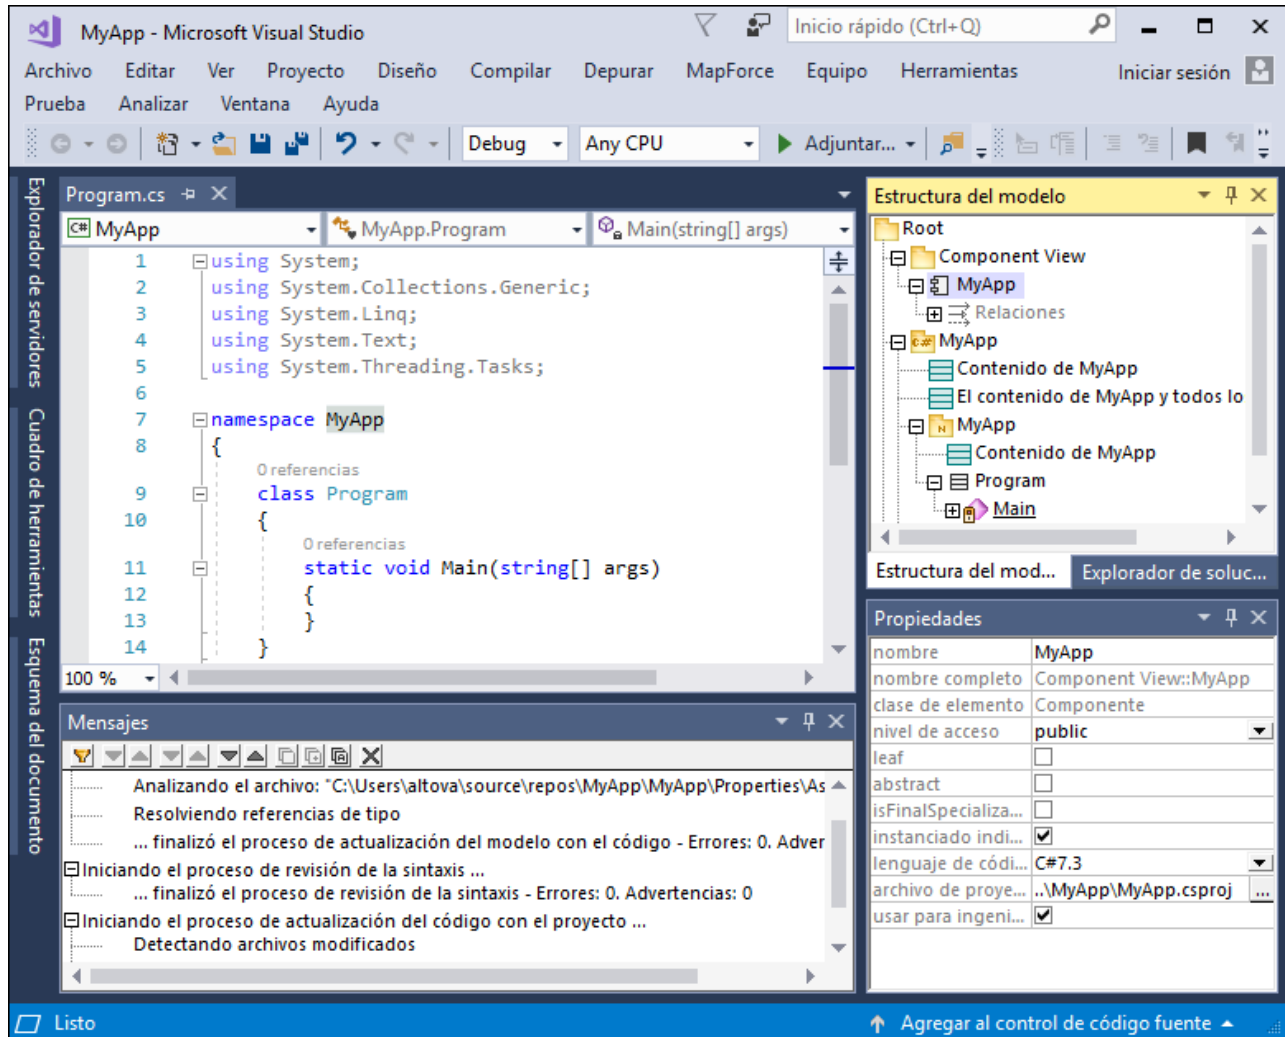 MyApp - Microsoft Visual Studio
Inicio rápido (Ctrl+Q)
Archivo Editar Ver Proyecto Diseño Compilar Depurar MapForce Equipo Herramientas Iniciar sesión
Prueba Analizar Ventana Ayuda
Debug Any CPU Adjuntar...
Explorador de servidores
Cuadro de herramientas
Esquema del documento
Program.cs
C# MyApp MyApp.Program Main(string[] args)
1 using System;
2 using System.Collections.Generic;
3 using System.Linq;
4 using System.Text;
5 using System.Threading.Tasks;
6
7 namespace MyApp
8 {
0 referencias
9 class Program
10 {
0 referencias
11 static void Main(string[] args)
12 {
13 }
14 }
100 %
Mensajes
Analizando el archivo: "C:\Users\altova\source\repos\MyApp\MyApp\Properties\As
Resolviendo referencias de tipo
... finalizó el proceso de actualización del modelo con el código - Errores: 0. Adver
Iniciando el proceso de revisión de la sintaxis ...
... finalizó el proceso de revisión de la sintaxis - Errores: 0. Advertencias: 0
Iniciando el proceso de actualización del código con el proyecto ...
Detectando archivos modificados
Estructura del modelo
Root
Component View
MyApp
Relaciones
C# MyApp
Contenido de MyApp
El contenido de MyApp y todos lo
N MyApp
Contenido de MyApp
Program
Main
Estructura del mod... Explorador de soluc...
Propiedades
nombre MyApp
nombre completo Component View::MyApp
clase de elemento Componente
nivel de acceso public
leaf
abstract
isFinalSpecializa...
instanciado indi...
lenguaje de códi... C#7.3
archivo de proye... ..\MyApp\MyApp.csproj ...
usar para ingeni...
Listo
Agregar al control de código fuente